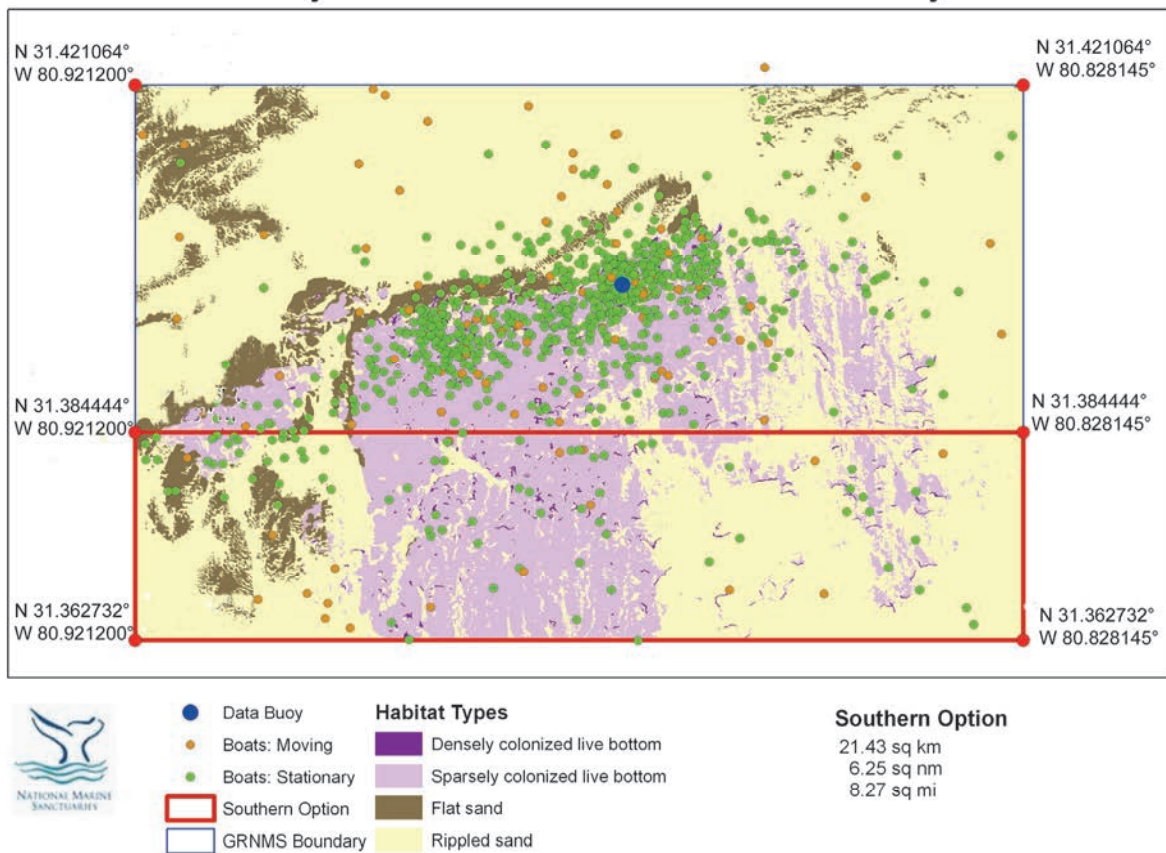 N 31.421064°
W 80.921200°
N 31.421064°
W 80.828145°
N 31.384444°
W 80.921200°
N 31.384444°
W 80.828145°
N 31.362732°
W 80.921200°
N 31.362732°
W 80.828145°
NATIONAL MARINE
SANCTUARIES
Data Buoy
Boats: Moving
Boats: Stationary
Southern Option
GRNMS Boundary
Habitat Types
Densely colonized live bottom
Sparsely colonized live bottom
Flat sand
Rippled sand
Southern Option
21.43 sq km
6.25 sq nm
8.27 sq mi